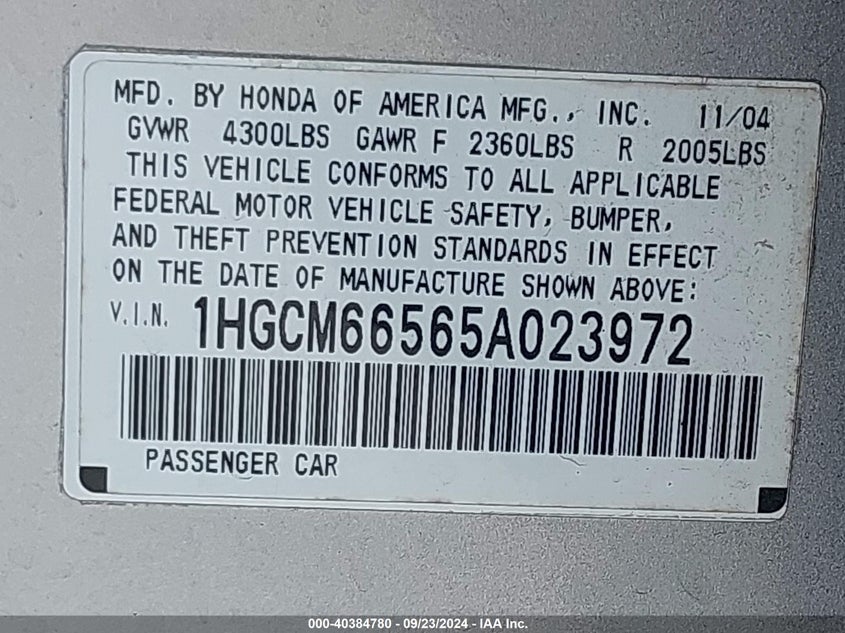 MFD. BY HONDA OF AMERICA MFG., INC. 11/04
GVWR 4300LBS GAWR F 2360LBS R 2005LBS
THIS VEHICLE CONFORMS TO ALL APPLICABLE
FEDERAL MOTOR VEHICLE SAFETY, BUMPER,
AND THEFT PREVENTION STANDARDS IN EFFECT
ON THE DATE OF MANUFACTURE SHOWN ABOVE:
V.I.N. 1HGCM66565A023972
PASSENGER CAR
000-40384780 - 09/23/2024 - IAA Inc.